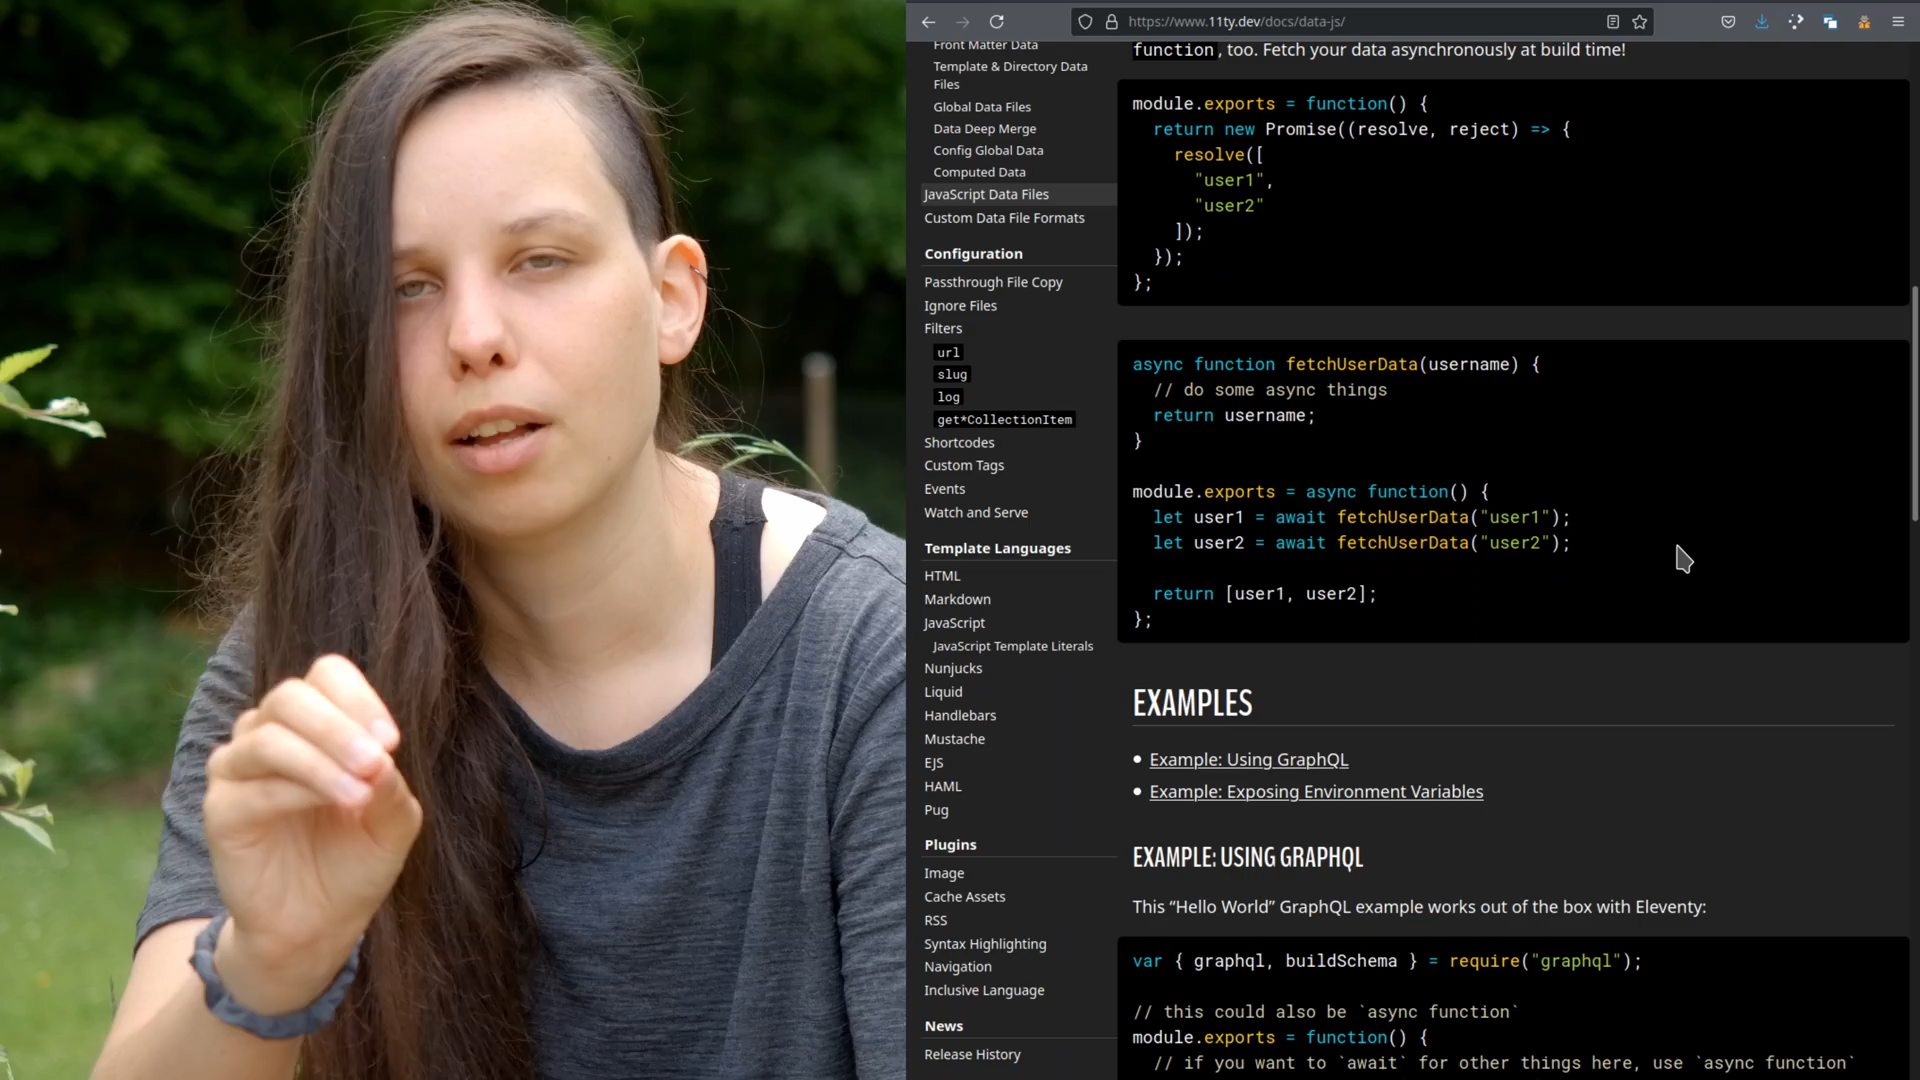 https://www.11ty.dev/docs/data-js/
Front Matter Data
Template & Directory Data
Files
Global Data Files
Data Deep Merge
Config Global Data
Computed Data
JavaScript Data Files
Custom Data File Formats
Configuration
Passthrough File Copy
Ignore Files
Filters
url
slug
log
get*CollectionItem
Shortcodes
Custom Tags
Events
Watch and Serve
Template Languages
HTML
Markdown
JavaScript
JavaScript Template Literals
Nunjucks
Liquid
Handlebars
Mustache
EJS
HAML
Pug
Plugins
Image
Cache Assets
RSS
Syntax Highlighting
Navigation
Inclusive Language
News
Release History
function, too. Fetch your data asynchronously at build time!
module.exports = function() {
  return new Promise((resolve, reject) => {
    resolve([
      "user1",
      "user2"
    ]);
  });
};
async function fetchUserData(username) {
  // do some async things
  return username;
}
module.exports = async function() {
  let user1 = await fetchUserData("user1");
  let user2 = await fetchUserData("user2");
  return [user1, user2];
};
EXAMPLES
• Example: Using GraphQL
• Example: Exposing Environment Variables
EXAMPLE: USING GRAPHQL
This “Hello World” GraphQL example works out of the box with Eleventy:
var { graphql, buildSchema } = require("graphql");
// this could also be `async function`
module.exports = function() {
  // if you want to `await` for other things here, use `async function`